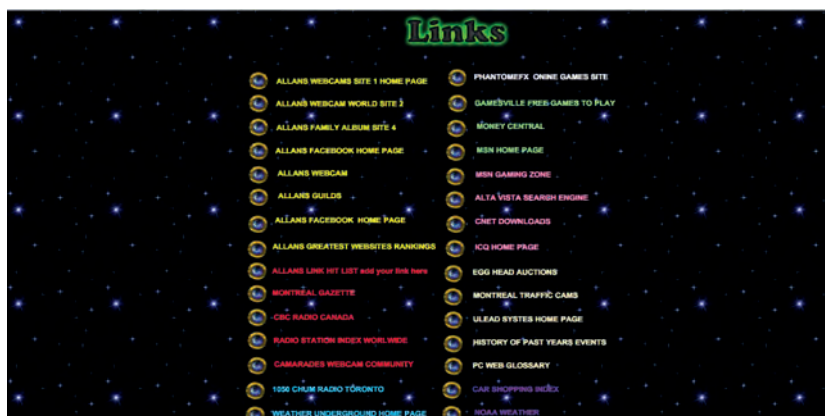 Links
ALLANS WEBCAMS SITE 1 HOME PAGE
ALLANS WEBCAM WORLD SITE 2
ALLANS FAMILY ALBUM SITE 4
ALLANS FACEBOOK HOME PAGE
ALLANS WEBCAM
ALLANS GUILDS
ALLANS FACEBOOK HOME PAGE
ALLANS GREATEST WEBSITES RANKINGS
ALLANS LINK HIT LIST add your link here
MONTREAL GAZETTE
CBC RADIO CANADA
RADIO STATION INDEX WORLWIDE
CAMARADES WEBCAM COMMUNITY
1050 CHUM RADIO TORONTO
WEATHER UNDERGROUND HOME PAGE
PHANTOMEFX ONINE GAMES SITE
GAMESVILLE FREE GAMES TO PLAY
MONEY CENTRAL
MSN HOME PAGE
MSN GAMING ZONE
ALTA VISTA SEARCH ENGINE
CNET DOWNLOADS
ICQ HOME PAGE
EGG HEAD AUCTIONS
MONTREAL TRAFFIC CAMS
ULEAD SYSTES HOME PAGE
HISTORY OF PAST YEARS EVENTS
PC WEB GLOSSARY
CAR SHOPPING INDEX
NOAA WEATHER